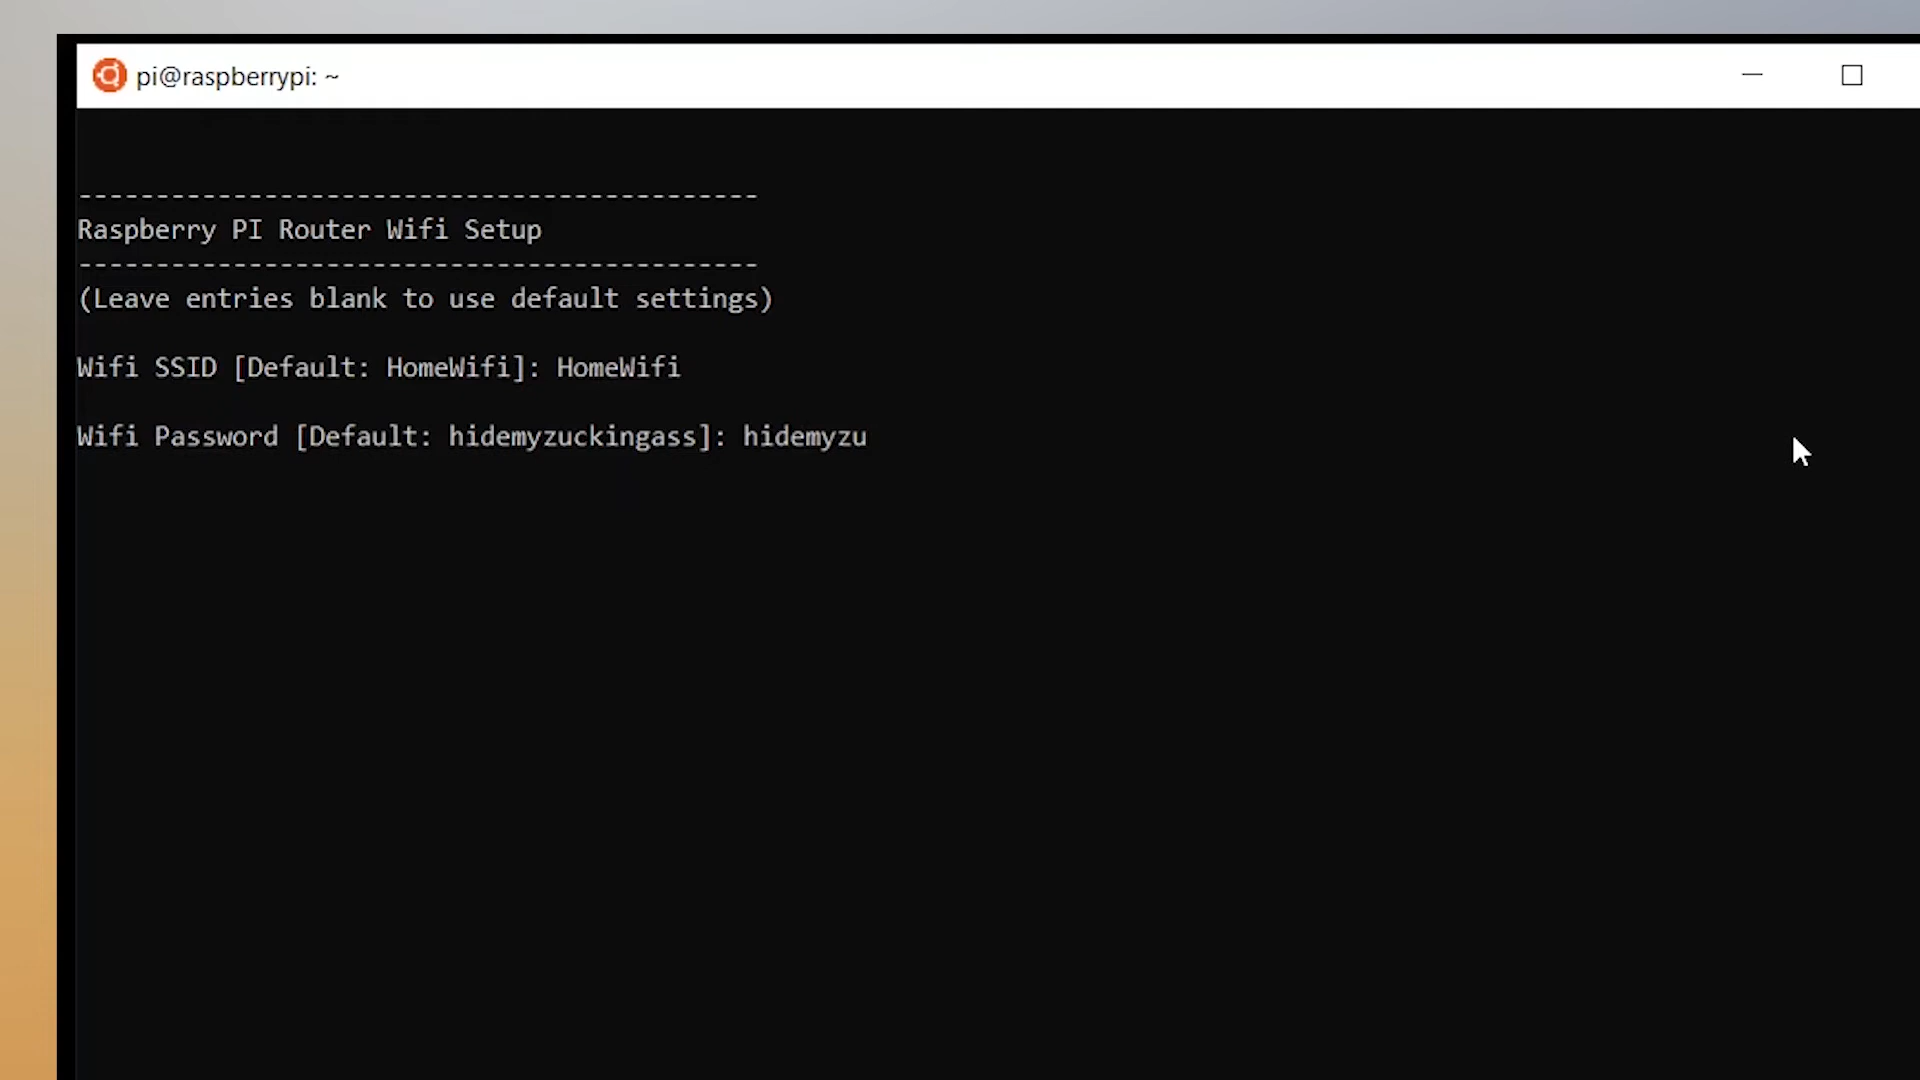 pi@raspberrypi: ~
--------------------------------------------
Raspberry PI Router Wifi Setup
--------------------------------------------
(Leave entries blank to use default settings)
Wifi SSID [Default: HomeWifi]: HomeWifi
Wifi Password [Default: hidemyzuckingass]: hidemyzu